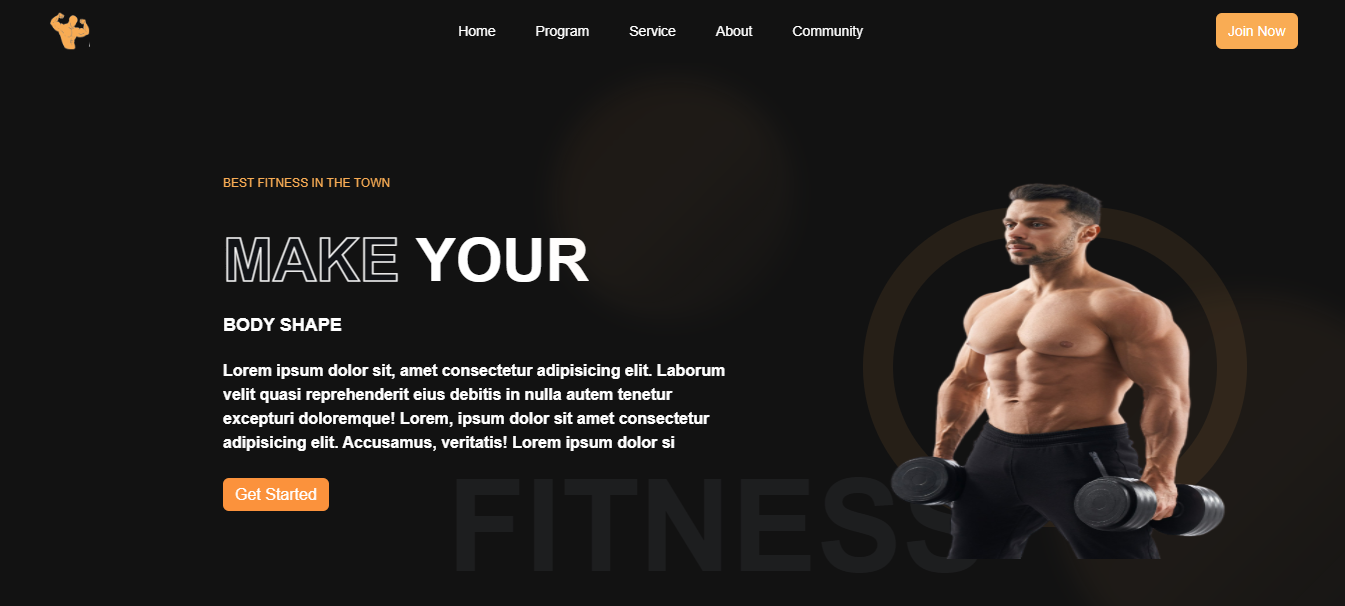 Home Program Service About Community Join Now
BEST FITNESS IN THE TOWN
MAKE YOUR
BODY SHAPE
Lorem ipsum dolor sit, amet consectetur adipisicing elit. Laborum
velit quasi reprehenderit eius debitis in nulla autem tenetur
excepturi doloremque! Lorem, ipsum dolor sit amet consectetur
adipisicing elit. Accusamus, veritatis! Lorem ipsum dolor si
Get Started
FITNESS